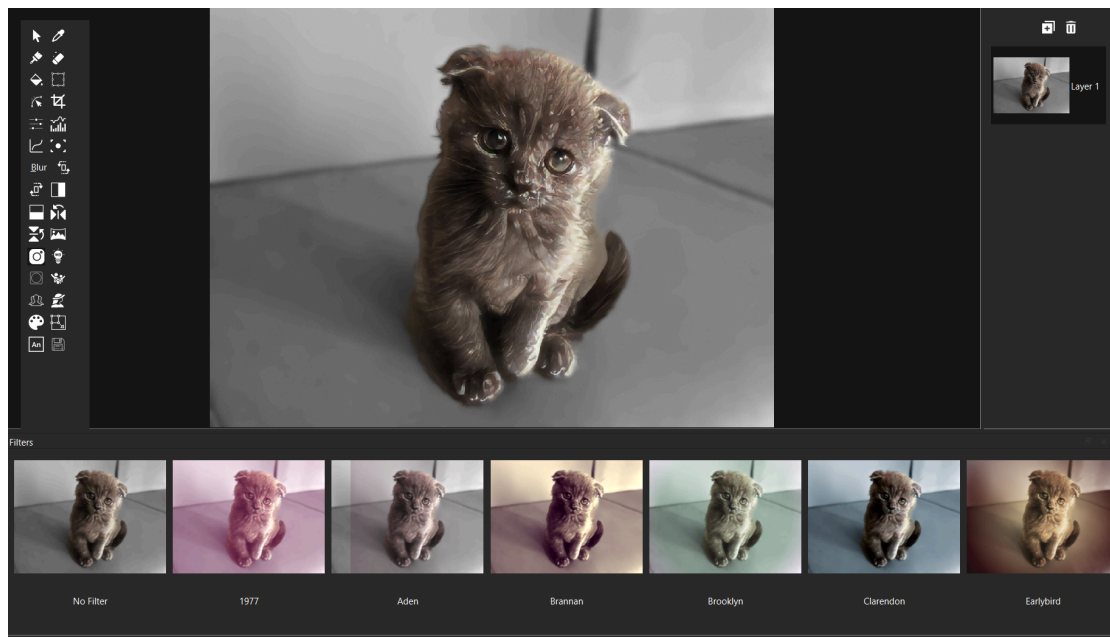 Blur
An
Layer 1
Filters
No Filter
1977
Aden
Brannan
Brooklyn
Clarendon
Earlybird